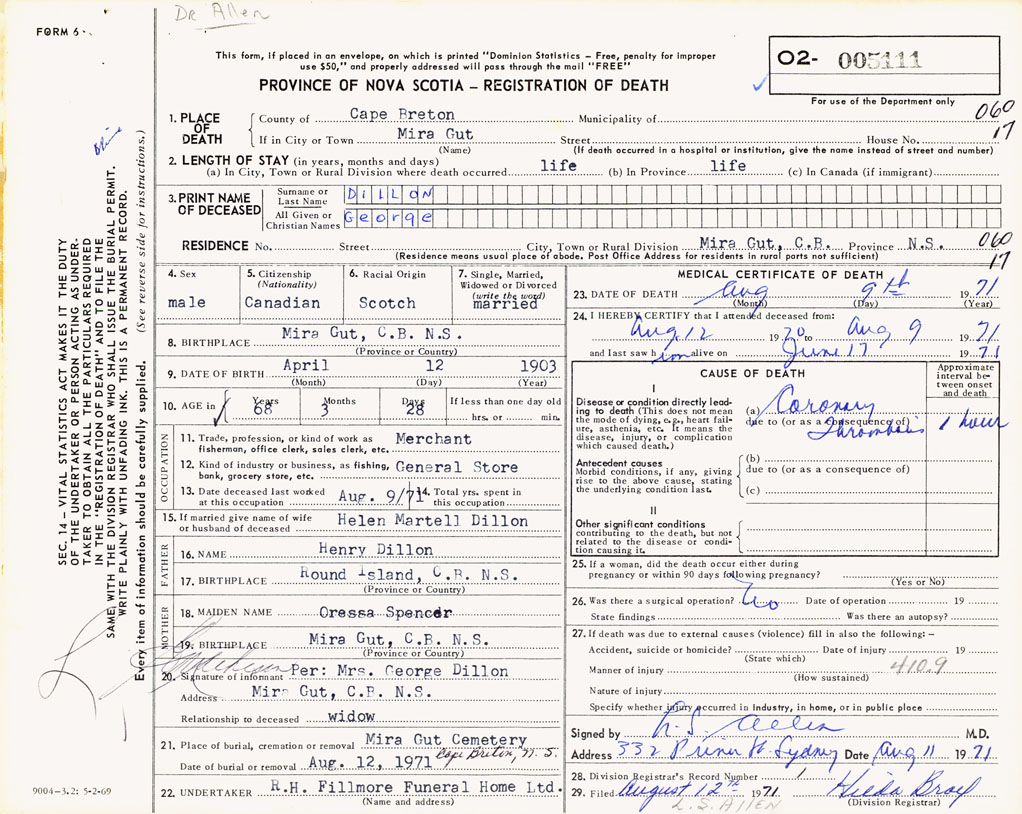 Dr Allen
FORM 6
This form, if placed in an envelope, on which is printed "Dominion Statistics – Free, penalty for improper
use $50," and properly addressed will pass through the mail "FREE"
PROVINCE OF NOVA SCOTIA – REGISTRATION OF DEATH
02- 005111
For use of the Department only
060
17
1. PLACE OF DEATH
County of Cape Breton Municipality of
If in City or Town Mira Gut Street House No.
(Name) (If death occurred in a hospital or institution, give the name instead of street and number)
2. LENGTH OF STAY (in years, months and days)
(a) In City, Town or Rural Division where death occurred life (b) In Province life (c) In Canada (if immigrant)
3. PRINT NAME OF DECEASED
Surname or Last Name DILLON
All Given or Christian Names George
RESIDENCE No. Street City, Town or Rural Division Mira Gut, C.B. Province N.S. 060
(Residence means usual place of abode. Post Office Address for residents in rural parts not sufficient) 17
4. Sex
male
5. Citizenship
(Nationality)
Canadian
6. Racial Origin
Scotch
7. Single, Married,
Widowed or Divorced
(write the word)
married
8. BIRTHPLACE Mira Gut, C.B. N.S.
(Province or Country)
9. DATE OF BIRTH April 12 1903
(Month) (Day) (Year)
10. AGE in Years Months Days If less than one day old
68 3 28 hrs. or min.
OCCUPATION
11. Trade, profession, or kind of work as Merchant
fisherman, office clerk, sales clerk, etc.
12. Kind of industry or business, as fishing, General Store
bank, grocery store, etc.
13. Date deceased last worked at this occupation Aug. 9/71
14. Total yrs. spent in this occupation
15. If married give name of wife or husband of deceased Helen Martell Dillon
FATHER
16. NAME Henry Dillon
17. BIRTHPLACE Round Island, C.B. N.S.
(Province or Country)
MOTHER
18. MAIDEN NAME Oressa Spencer
19. BIRTHPLACE Mira Gut, C.B. N.S.
(Province or Country)
20. Signature of informant Per: Mrs. George Dillon
Address Mira Gut, C.B. N.S.
Relationship to deceased widow
21. Place of burial, cremation or removal Mira Gut Cemetery
Cape Breton, N.S.
Date of burial or removal Aug. 12, 1971
22. UNDERTAKER R.H. Fillmore Funeral Home Ltd.
(Name and address)
MEDICAL CERTIFICATE OF DEATH
23. DATE OF DEATH Aug 9th 1971
(Month) (Day) (Year)
24. I HEREBY CERTIFY that I attended deceased from:
Aug 12 1970 to Aug 9 1971
and last saw him alive on June 17 1971
CAUSE OF DEATH
Approximate interval between onset and death
I
Disease or condition directly leading to death (This does not mean the mode of dying, e.g., heart failure, asthenia, etc. It means the disease, injury, or complication which caused death.)
(a) Coronary
due to (or as a consequence of)
Thrombosis 1 hour
Antecedent causes
Morbid conditions, if any, giving rise to the above cause, stating the underlying condition last.
(b)
due to (or as a consequence of)
(c)
II
Other significant conditions
contributing to the death, but not related to the disease or condition causing it.
25. If a woman, did the death occur either during
pregnancy or within 90 days following pregnancy?
(Yes or No)
26. Was there a surgical operation? No Date of operation 19
State findings Was there an autopsy?
27. If death was due to external causes (violence) fill in also the following: –
Accident, suicide or homicide? Date of injury 19
(State which)
Manner of injury 410.9
(How sustained)
Nature of injury
Specify whether injury occurred in industry, in home, or in public place
Signed by L.S. Allen M.D.
Address 332 Prince St Sydney Date Aug 11 1971
28. Division Registrar's Record Number 1
29. Filed August 12th 1971
(Division Registrar)
L.S. ALLEN
SEC. 14 – VITAL STATISTICS ACT MAKES IT THE DUTY
OF THE UNDERTAKER OR PERSON ACTING AS UNDER-
TAKER TO OBTAIN ALL THE PARTICULARS REQUIRED
IN THE "REGISTRATION OF DEATH" AND TO FILE THE
SAME WITH THE DIVISION REGISTRAR WHO SHALL ISSUE THE BURIAL PERMIT.
WRITE PLAINLY WITH UNFADING INK. THIS IS A PERMANENT RECORD.
Every item of information should be carefully supplied. (See reverse side for instructions.)
9004-3.2: 5-2-69